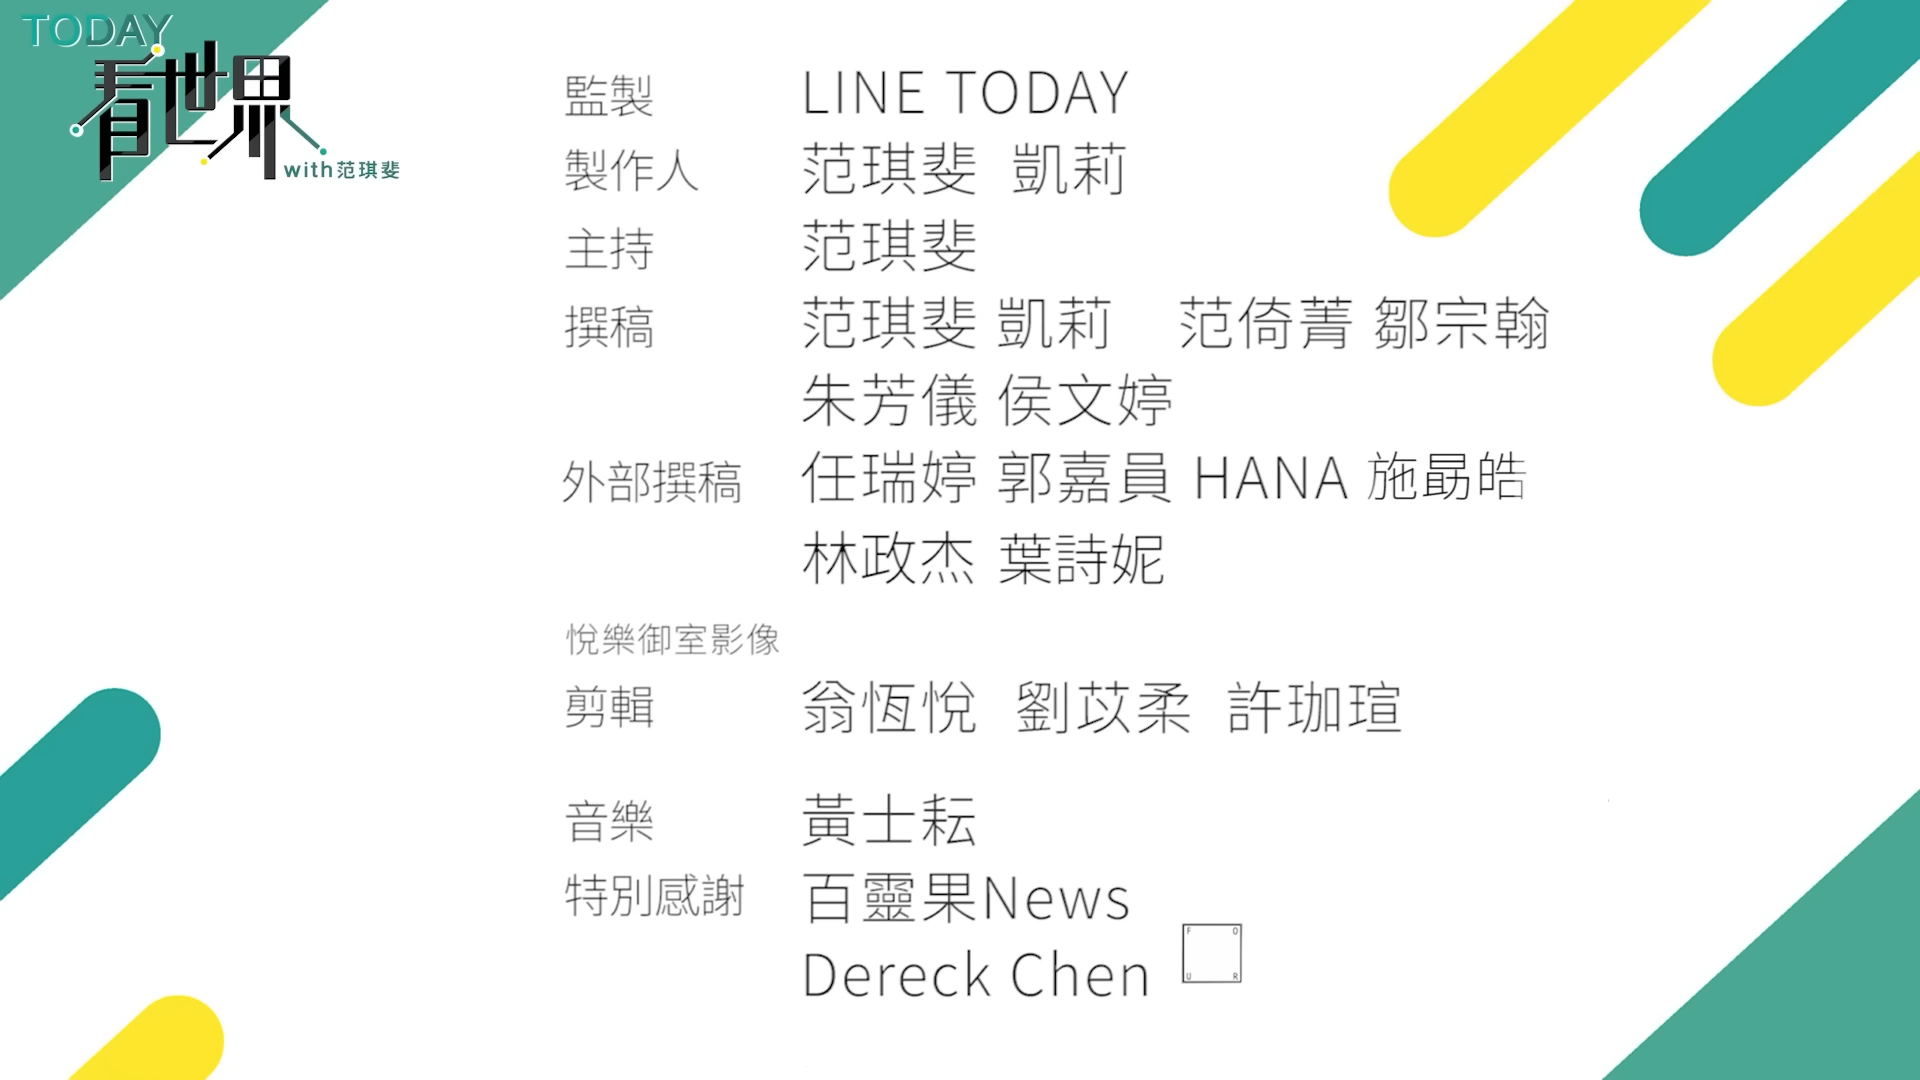 TODAY
看世界
with范琪斐
監製 LINE TODAY
製作人 范琪斐 凱莉
主持 范琪斐
撰稿 范琪斐 凱莉 范倚菁 鄒宗翰
朱芳儀 侯文婷
外部撰稿 任瑞婷 郭嘉員 HANA 施勗皓
林政杰 葉詩妮
悅樂御室影像
剪輯 翁恆悅 劉苡柔 許珈瑄
音樂 黃士耘
特別感謝 百靈果News
Dereck Chen
F O
U R